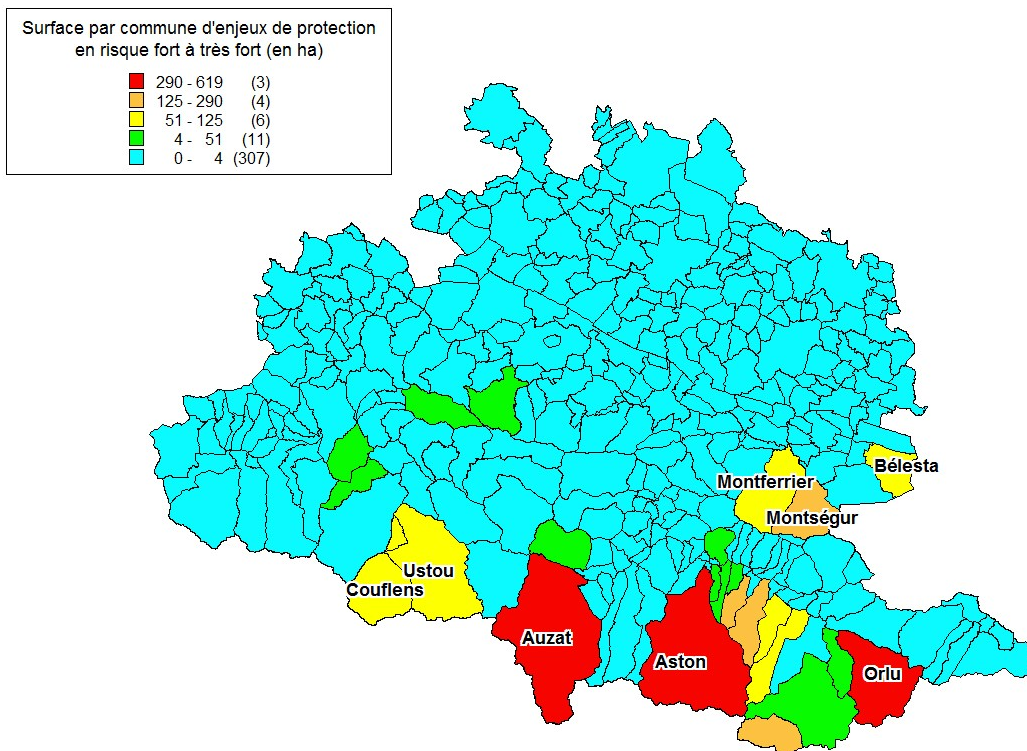 Surface par commune d'enjeux de protection
en risque fort à très fort (en ha)
290 - 619 (3)
125 - 290 (4)
51 - 125 (6)
4 - 51 (11)
0 - 4 (307)
Bélesta
Montferrier
Montségur
Ustou
Couflens
Auzat
Aston
Orlu